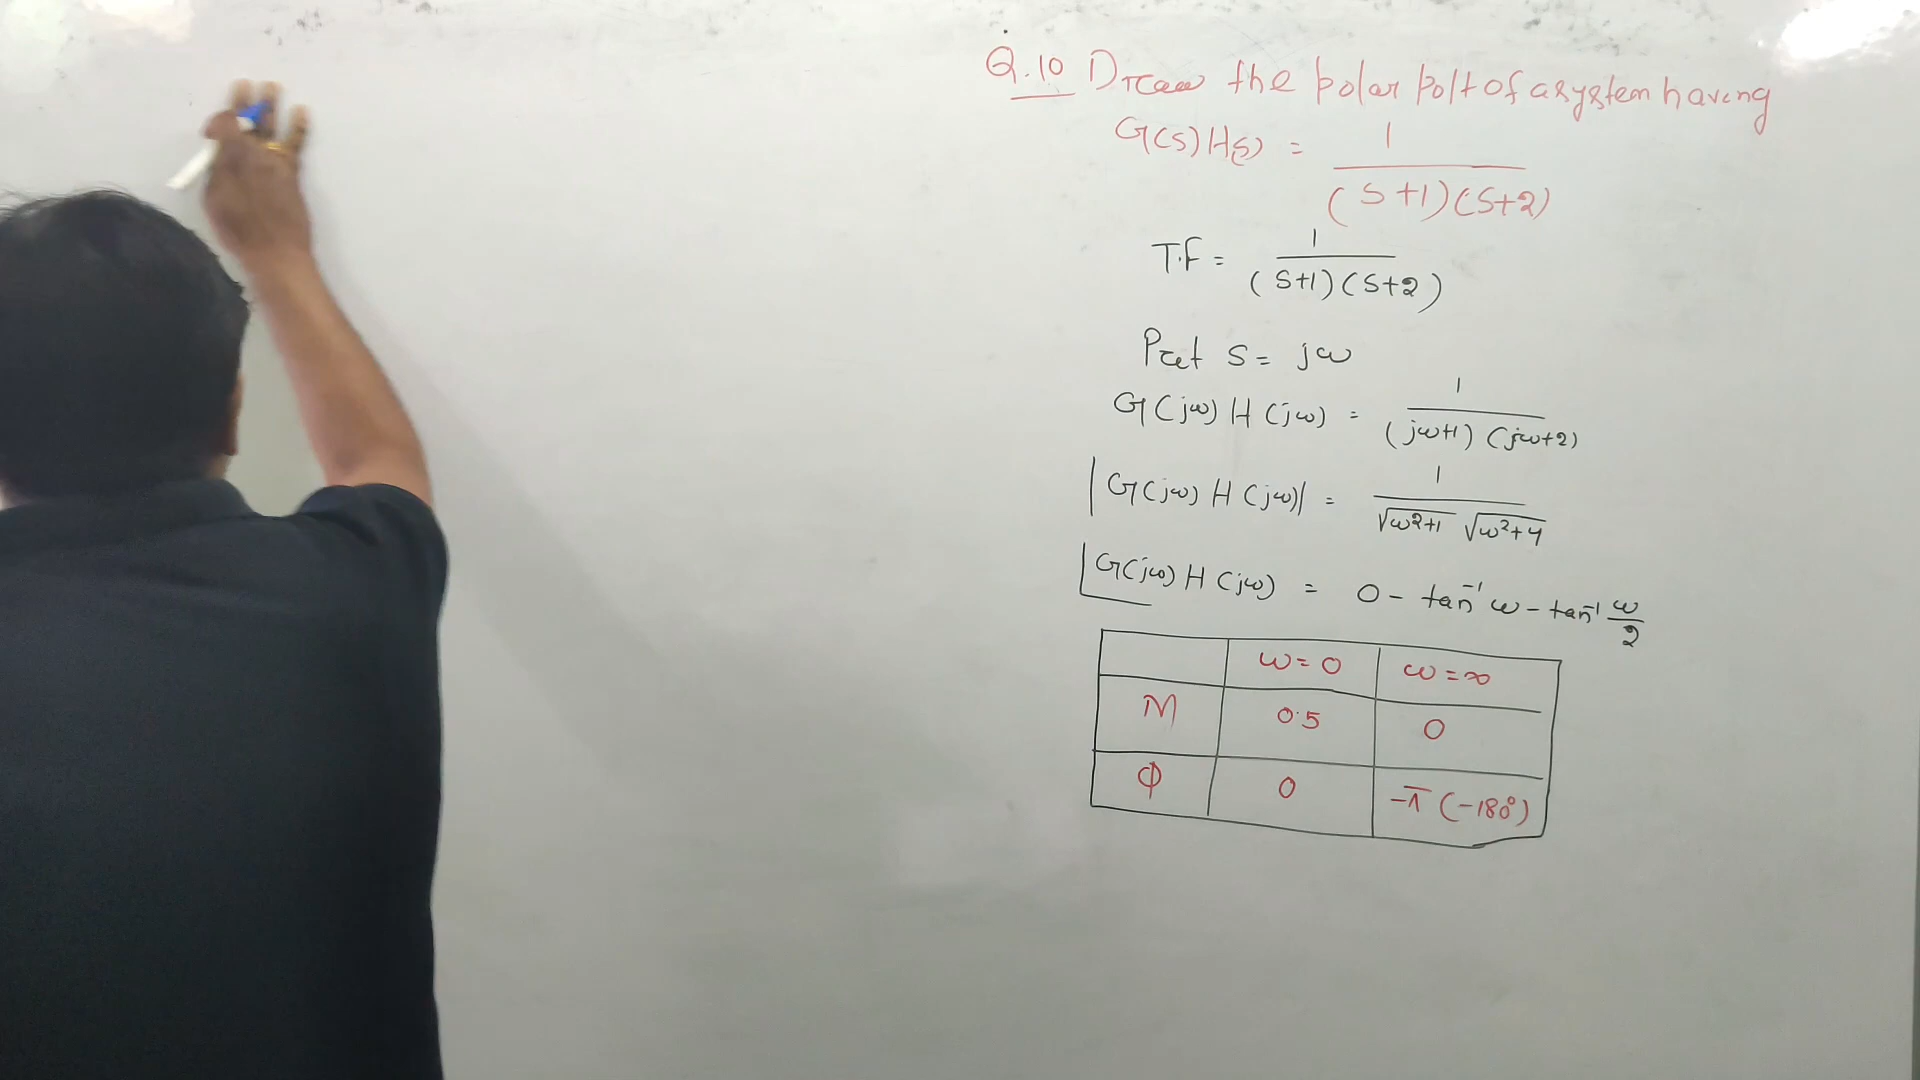 Q.10 Draw the polar polt of a system having
G(s)H(s) = 1 / (S+1)(S+2)
T.F = 1 / (S+1)(S+2)
Put S = jω
G(jω) H(jω) = 1 / (jω+1) (jω+2)
|G(jω) H(jω)| = 1 / √ω2+1 √ω²+4
∠G(jω) H(jω) = 0 - tan⁻¹ ω - tan⁻¹ ω/2
ω=0 ω=∞
M 0.5 0
Φ 0 -π (-180°)